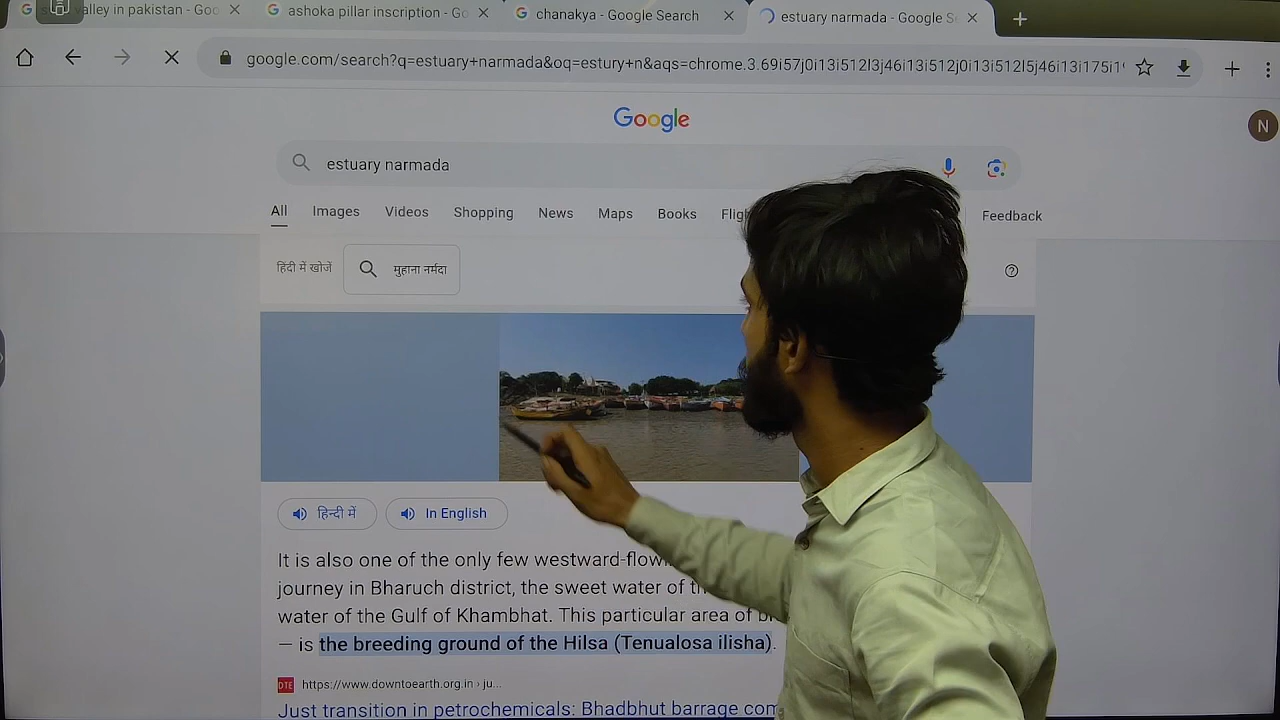 valley in pakistan - Goo
ashoka pillar inscription - Go
chanakya - Google Search
estuary narmada - Google S
google.com/search?q=estuary+narmada&oq=estury+n&aqs=chrome.3.69i57j0i13i512l3j46i13i512j0i13i512l5j46i13i175i1
Google
N
estuary narmada
All Images Videos Shopping News Maps Books Fligh Feedback
हिंदी में खोजें मुहाना नर्मदा
हिन्दी में In English
It is also one of the only few westward-flow
journey in Bharuch district, the sweet water of th
water of the Gulf of Khambhat. This particular area of b
— is the breeding ground of the Hilsa (Tenualosa ilisha).
DTE https://www.downtoearth.org.in › ju...
Just transition in petrochemicals: Bhadbhut barrage com